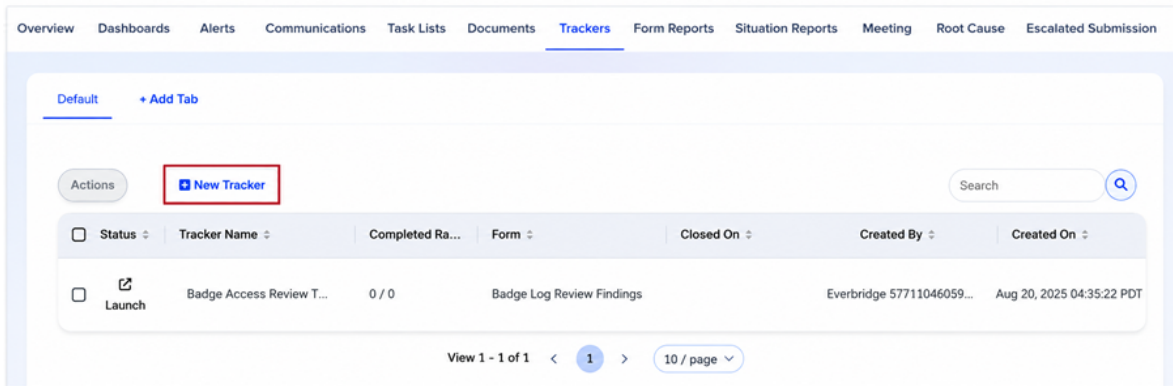 Overview Dashboards Alerts Communications Task Lists Documents Trackers Form Reports Situation Reports Meeting Root Cause Escalated Submission
Default + Add Tab
Actions New Tracker Search
Status Tracker Name Completed Ra... Form Closed On Created By Created On
Launch Badge Access Review T... 0 / 0 Badge Log Review Findings Everbridge 57711046059... Aug 20, 2025 04:35:22 PDT
View 1 - 1 of 1 < 1 > 10 / page